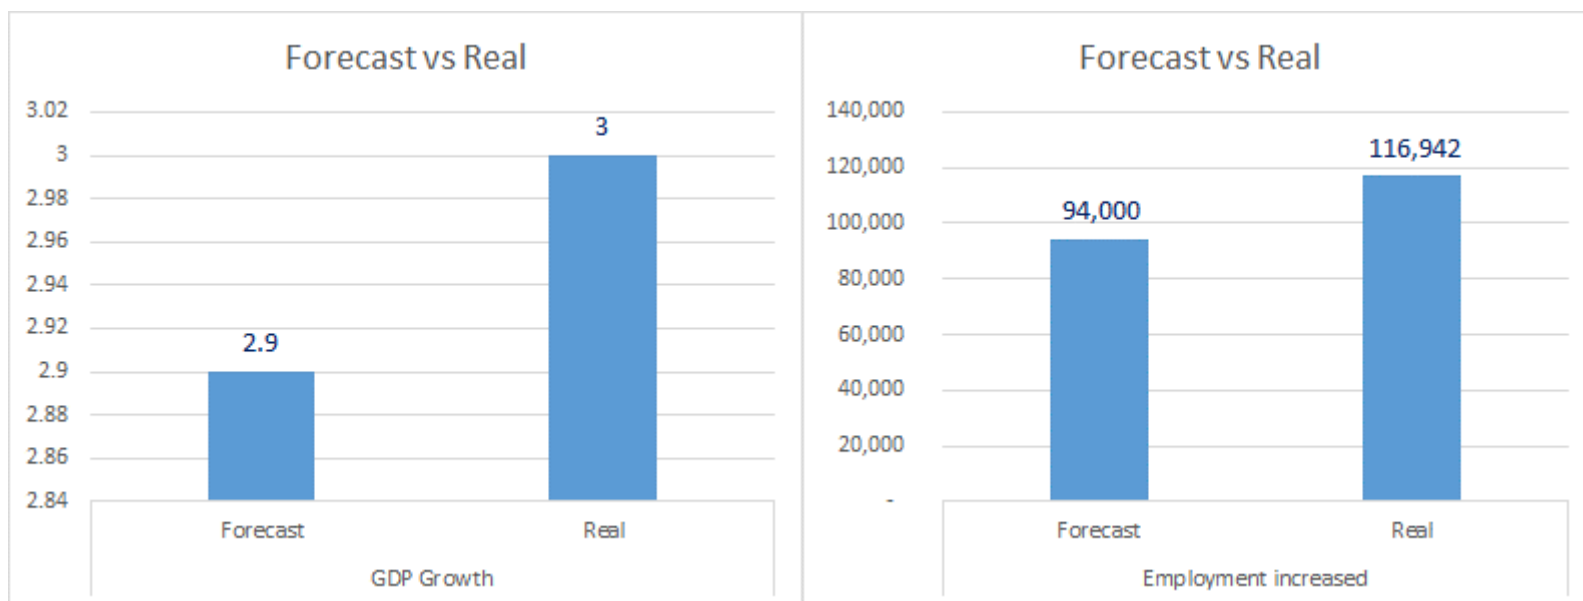 Forecast vs Real
3.02
3
2.98
2.96
2.94
2.92
2.9
2.88
2.86
2.84
2.9
3
Forecast
Real
GDP Growth
Forecast vs Real
140,000
120,000
100,000
80,000
60,000
40,000
20,000
-
94,000
116,942
Forecast
Real
Employment increased